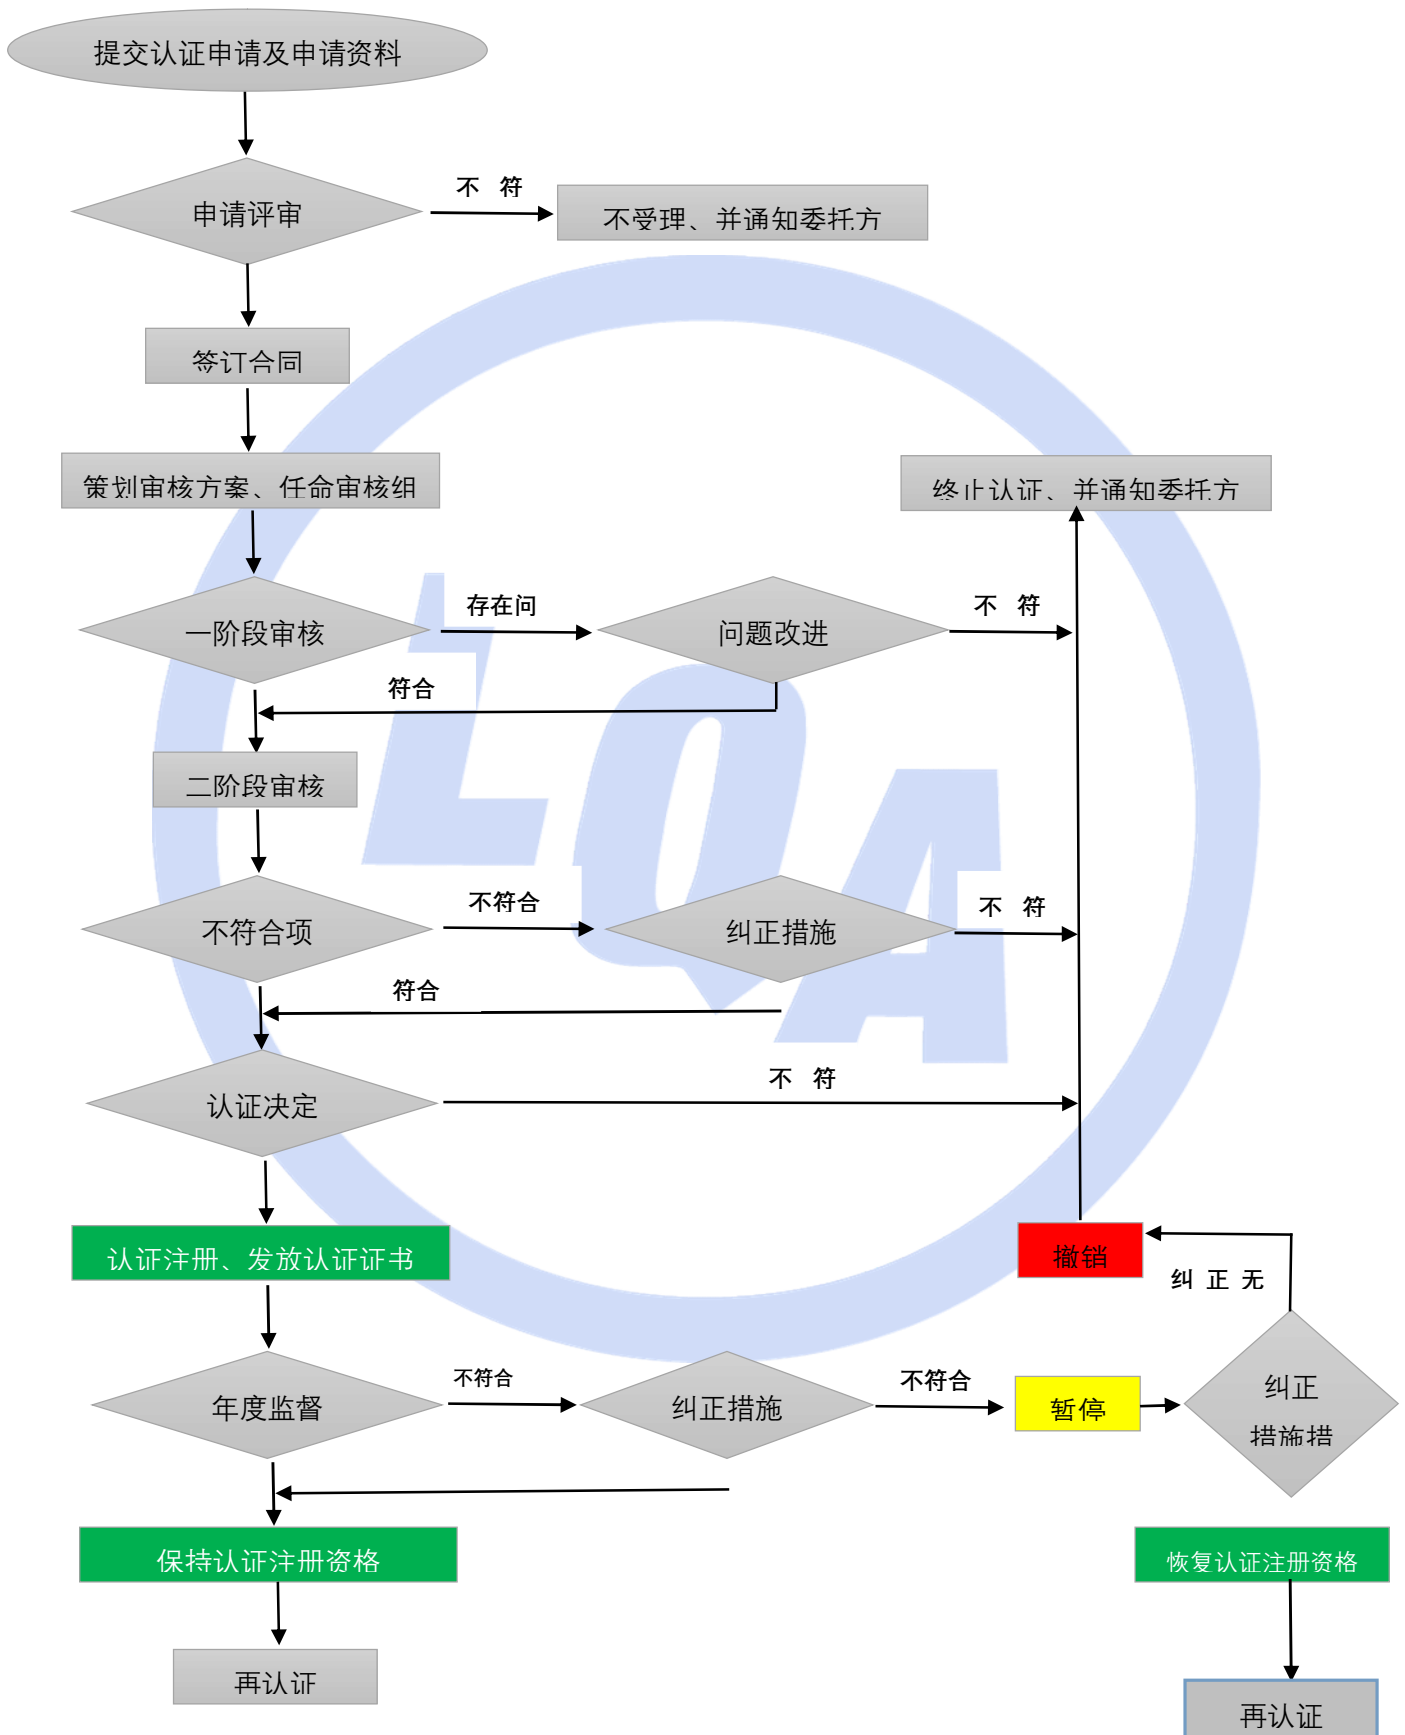 提交认证申请及申请资料
申请评审
不 符
不受理、并通知委托方
签订合同
策划审核方案、任命审核组
终止认证、并通知委托方
一阶段审核
存在问
问题改进
不 符
符合
二阶段审核
不符合项
不符合
纠正措施
不 符
符合
认证决定
不 符
认证注册、发放认证证书
撤销
纠 正 无
年度监督
不符合
纠正措施
不符合
暂停
纠正
措施措
保持认证注册资格
恢复认证注册资格
再认证
再认证
LQA